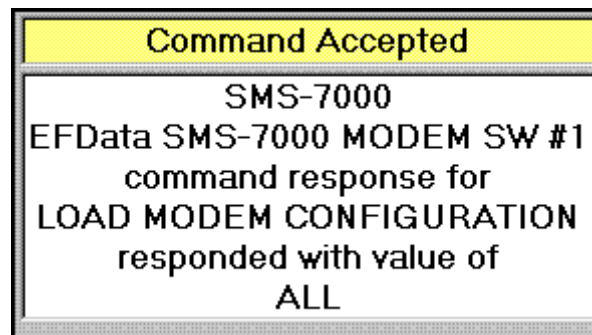 Command Accepted
SMS-7000
EFData SMS-7000 MODEM SW #1
command response for
LOAD MODEM CONFIGURATION
responded with value of
ALL